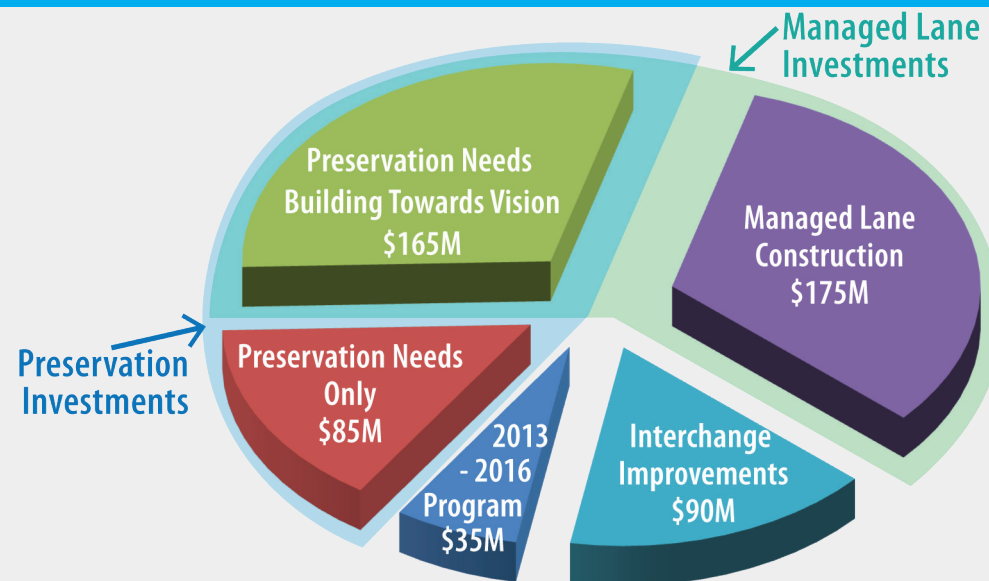 Managed Lane
Investments
Preservation Needs
Building Towards Vision
$165M
Managed Lane
Construction
$175M
Preservation
Investments
Preservation Needs
Only
$85M
2013
- 2016
Program
$35M
Interchange
Improvements
$90M